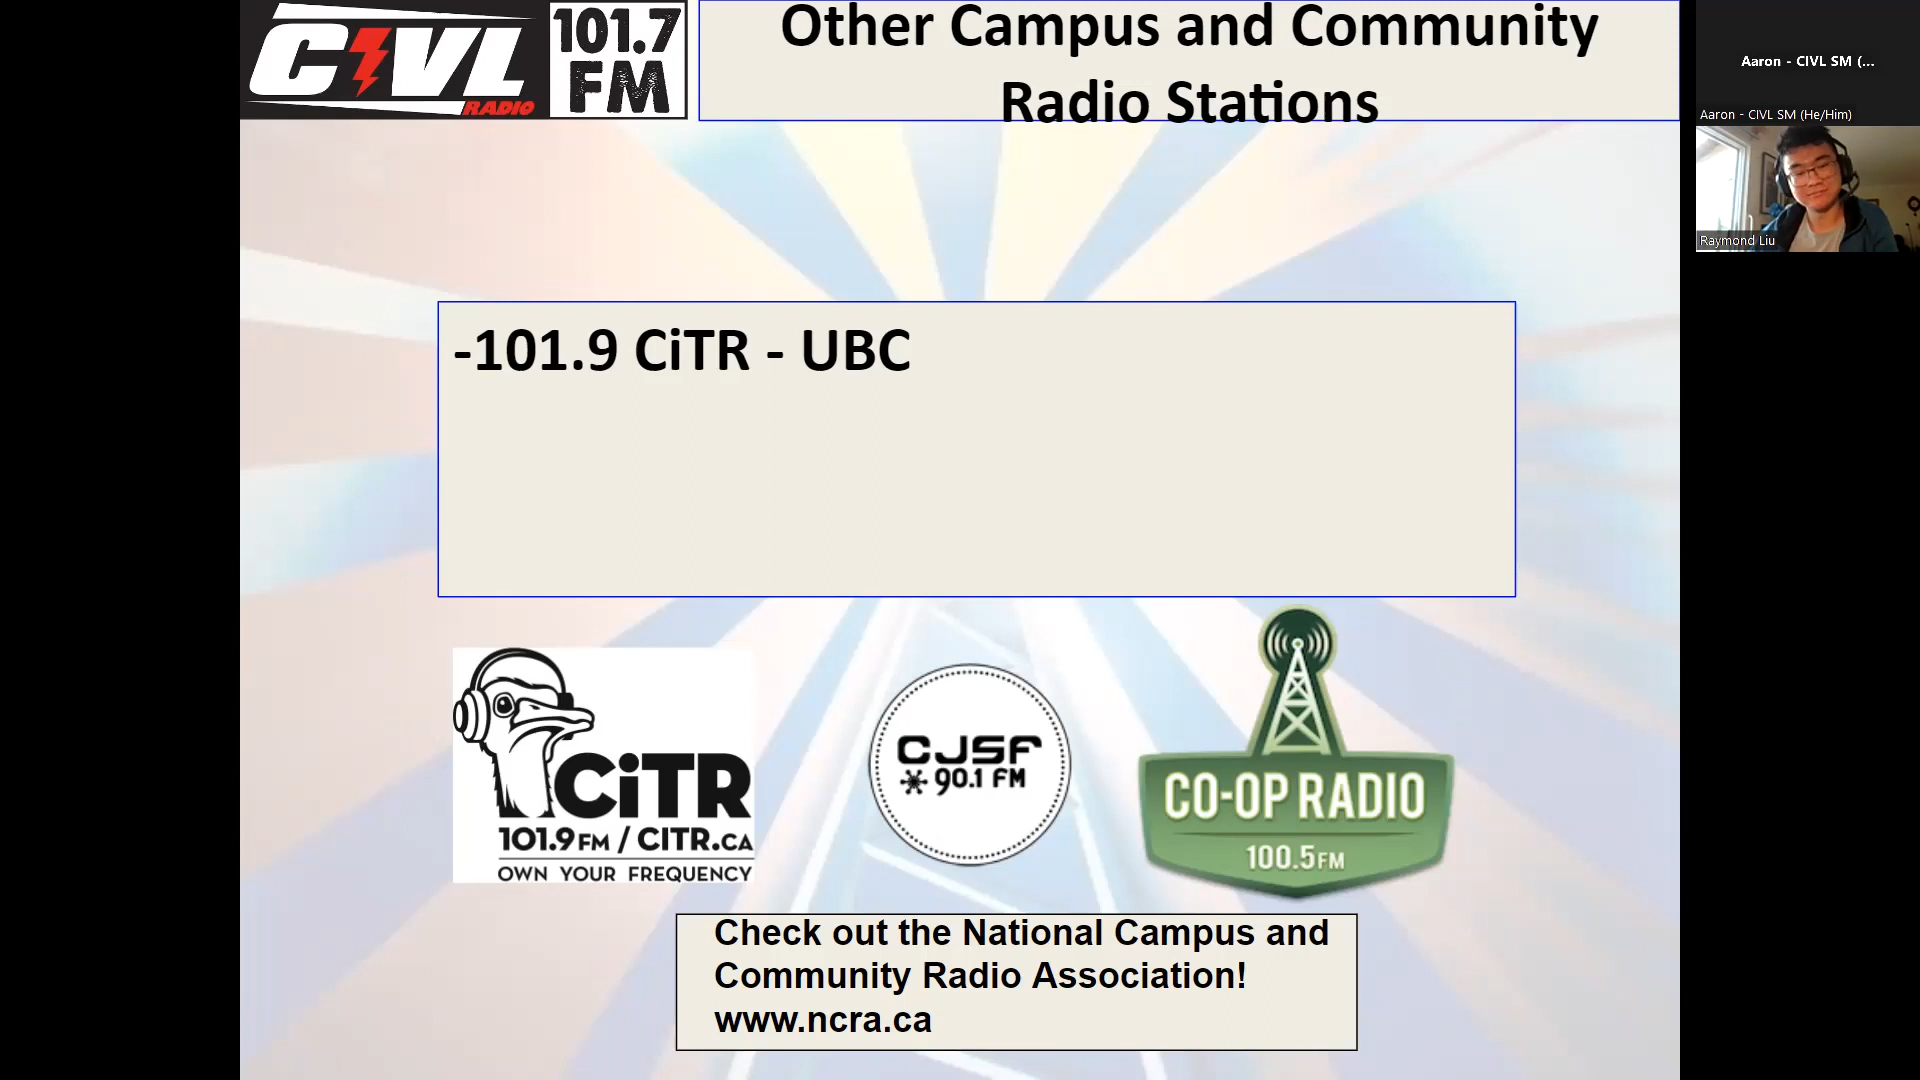 CIVL
RADIO
101.7
FM
Other Campus and Community
Radio Stations
Aaron - CIVL SM (...
Aaron - CIVL SM (He/Him)
Raymond Liu
-101.9 CiTR - UBC
CiTR
101.9FM / CITR.CA
OWN YOUR FREQUENCY
CJSF
90.1 FM
CO-OP RADIO
100.5FM
Check out the National Campus and
Community Radio Association!
www.ncra.ca